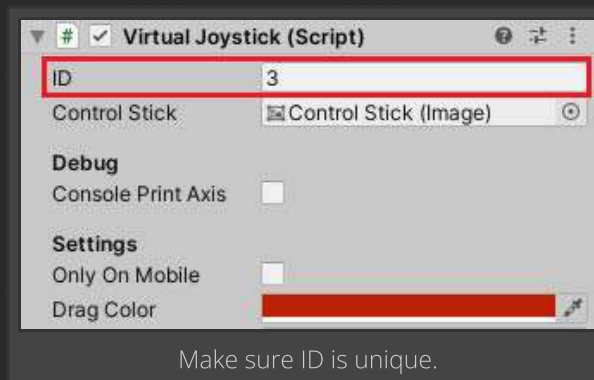 # Virtual Joystick (Script)
ID 3
Control Stick Control Stick (Image)
Debug
Console Print Axis
Settings
Only On Mobile
Drag Color
Make sure ID is unique.